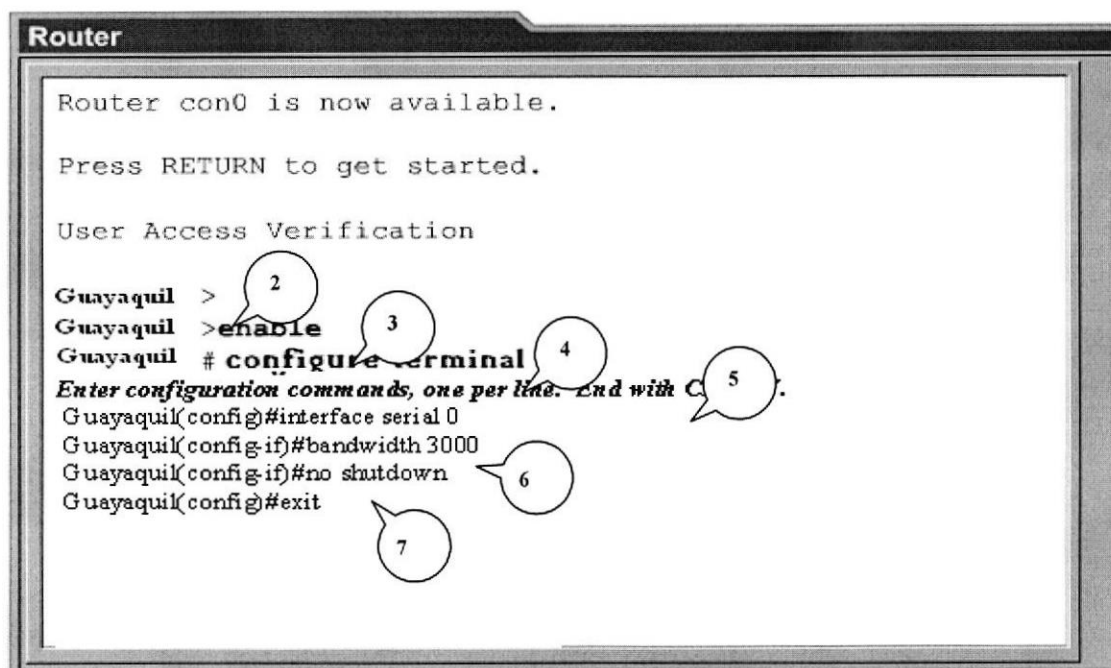 Router
Router con0 is now available.
Press RETURN to get started.
User Access Verification
Guayaquil >
2
Guayaquil >enable
3
Guayaquil # configure terminal
4
Enter configuration commands, one per line. End with
5
Guayaquil(config)#interface serial 0
Guayaquil(config-if)#bandwidth 3000
Guayaquil(config-if)#no shutdown
6
Guayaquil(config)#exit
7